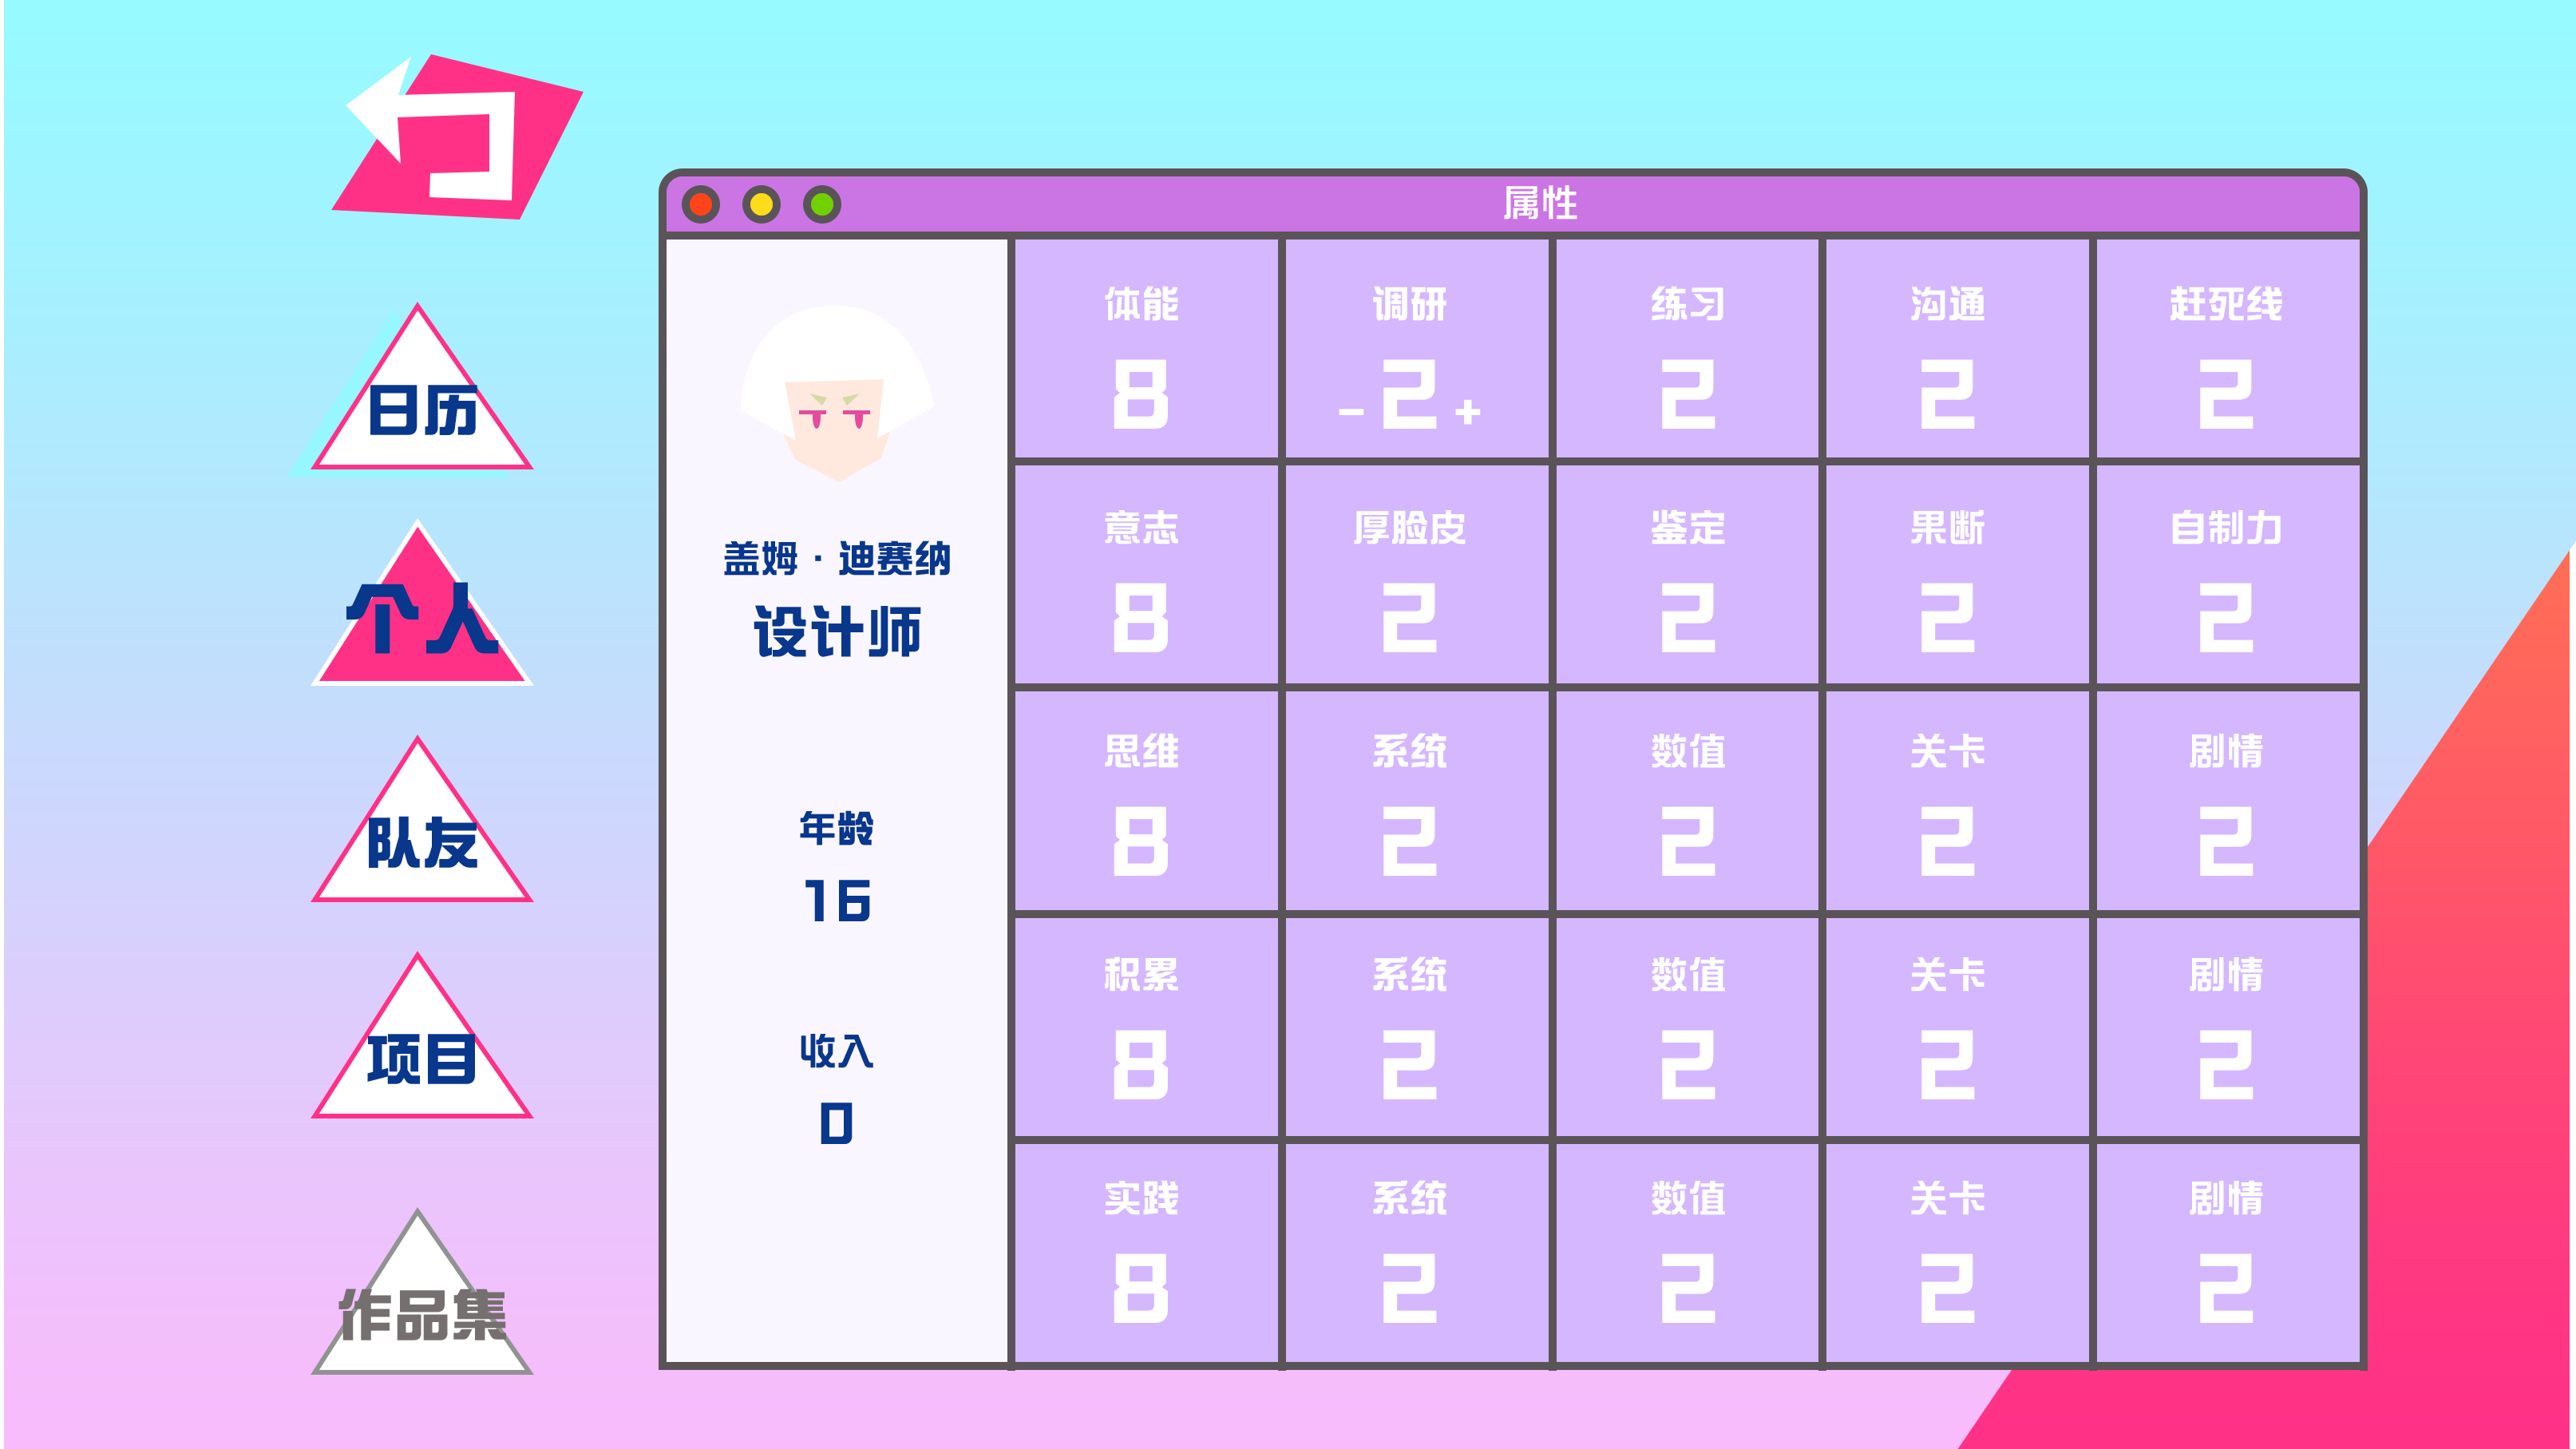 属性
日历
个人
队友
项目
作品集
盖姆·迪赛纳
设计师
年龄
16
收入
0
体能 调研 练习 沟通 赶死线
8 - 2 + 2 2 2
意志 厚脸皮 鉴定 果断 自制力
8 2 2 2 2
思维 系统 数值 关卡 剧情
8 2 2 2 2
积累 系统 数值 关卡 剧情
8 2 2 2 2
实践 系统 数值 关卡 剧情
8 2 2 2 2